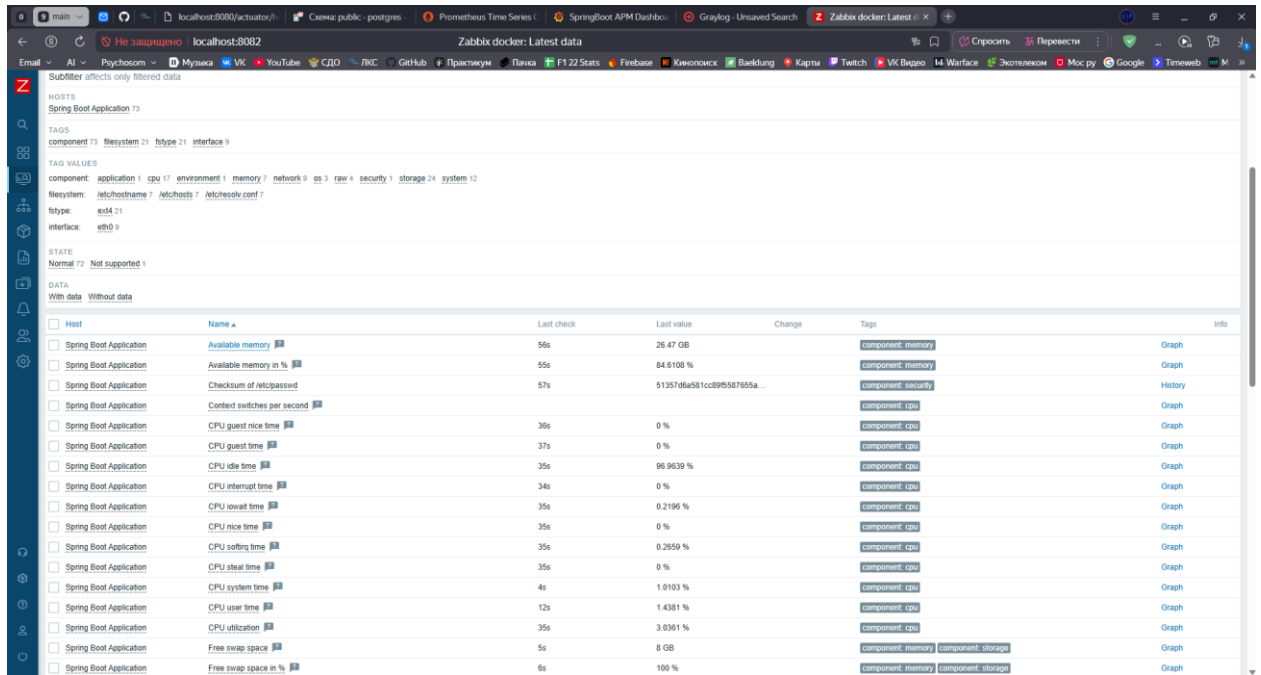 0 9 main localhost:8080/actuator/h Схема: public - postgres - Prometheus Time Series C SpringBoot APM Dashboa Graylog - Unsaved Search Zabbix docker: Latest d
Не защищено localhost:8082 Zabbix docker: Latest data Спросить Перевести
Email AI Psychosom Музыка VK YouTube СДО ЛКС GitHub Практикум Пачка F1 22 Stats Firebase Кинопоиск Baeldung Карты Twitch VK Видео Warface Экотелеком Мос ру Google Timeweb M
Subfilter affects only filtered data
HOSTS
Spring Boot Application 73
TAGS
component 73 filesystem 21 fstype 21 interface 9
TAG VALUES
component: application 1 cpu 17 environment 1 memory 7 network 9 os 3 raw 4 security 1 storage 24 system 12
filesystem: /etc/hostname 7 /etc/hosts 7 /etc/resolv.conf 7
fstype: ext4 21
interface: eth0 9
STATE
Normal 72 Not supported 1
DATA
With data Without data
Host Name Last check Last value Change Tags Info
Spring Boot Application Available memory ? 56s 26.47 GB component: memory Graph
Spring Boot Application Available memory in % ? 55s 84.6108 % component: memory Graph
Spring Boot Application Checksum of /etc/passwd 57s 51357d6a581cc89f5587655a... component: security History
Spring Boot Application Context switches per second ? component: cpu Graph
Spring Boot Application CPU guest nice time ? 36s 0 % component: cpu Graph
Spring Boot Application CPU guest time ? 37s 0 % component: cpu Graph
Spring Boot Application CPU idle time ? 35s 96.9639 % component: cpu Graph
Spring Boot Application CPU interrupt time ? 34s 0 % component: cpu Graph
Spring Boot Application CPU iowait time ? 35s 0.2196 % component: cpu Graph
Spring Boot Application CPU nice time ? 35s 0 % component: cpu Graph
Spring Boot Application CPU softirq time ? 35s 0.2659 % component: cpu Graph
Spring Boot Application CPU steal time ? 35s 0 % component: cpu Graph
Spring Boot Application CPU system time ? 4s 1.0103 % component: cpu Graph
Spring Boot Application CPU user time ? 12s 1.4381 % component: cpu Graph
Spring Boot Application CPU utilization ? 35s 3.0361 % component: cpu Graph
Spring Boot Application Free swap space ? 5s 8 GB component: memory component: storage Graph
Spring Boot Application Free swap space in % ? 6s 100 % component: memory component: storage Graph